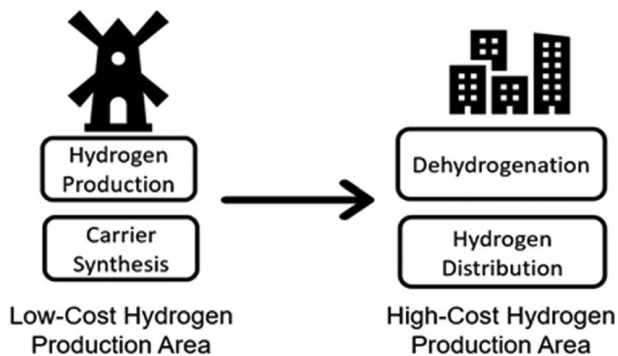 Hydrogen
Production
Carrier
Synthesis
Low-Cost Hydrogen
Production Area
Dehydrogenation
Hydrogen
Distribution
High-Cost Hydrogen
Production Area